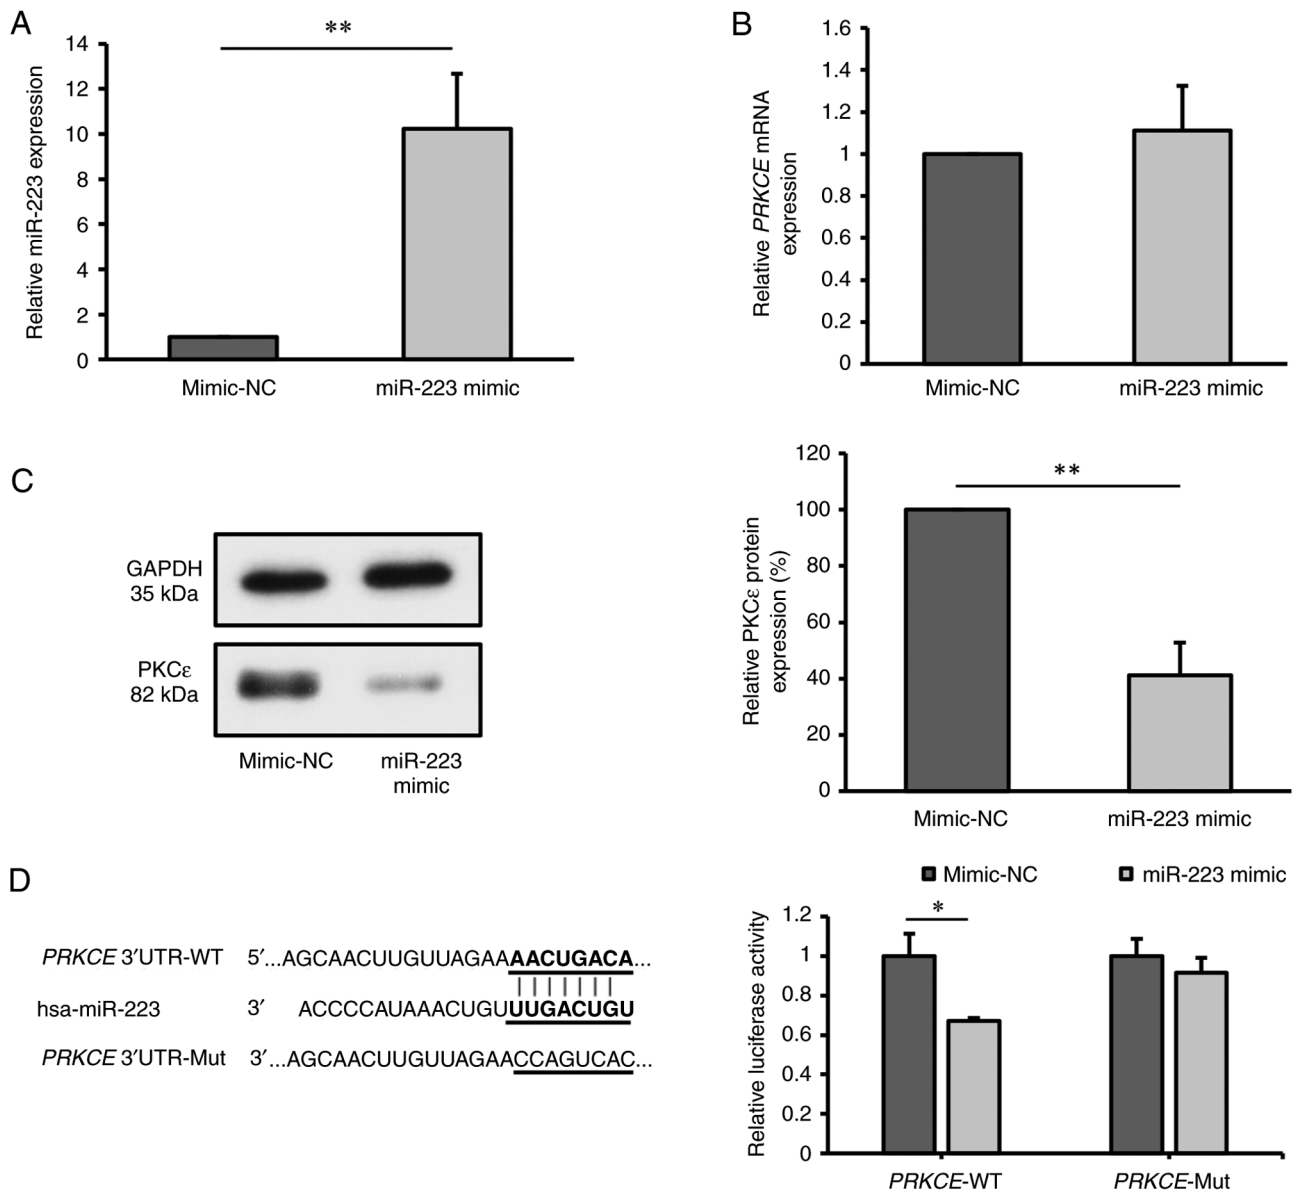 A
**
Relative miR-223 expression
14
12
10
8
6
4
2
0
Mimic-NC
miR-223 mimic
B
Relative PRKCE mRNA
expression
1.6
1.4
1.2
1
0.8
0.6
0.4
0.2
0
Mimic-NC
miR-223 mimic
C
GAPDH
35 kDa
PKCε
82 kDa
Mimic-NC
miR-223
mimic
Relative PKCε protein
expression (%)
120
100
80
60
40
20
0
**
Mimic-NC
miR-223 mimic
D
PRKCE 3′UTR-WT 5′...AGCAACUUGUUAGAAAACUGACA...
hsa-miR-223 3′ ACCCCAUAAACUGUUUGACUGU
PRKCE 3′UTR-Mut 3′...AGCAACUUGUUAGAACCAGUCAC...
Mimic-NC
miR-223 mimic
Relative luciferase activity
1.2
1
0.8
0.6
0.4
0.2
0
*
PRKCE-WT
PRKCE-Mut